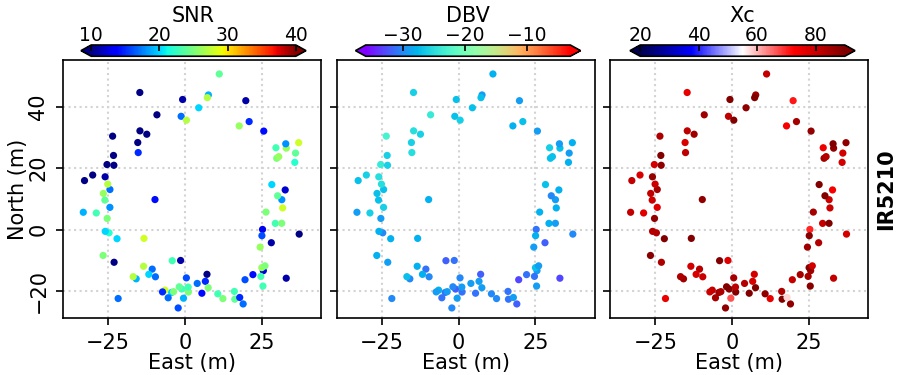 SNR DBV Xc
10 20 30 40 −30 −20 −10 20 40 60 80
40
20
0
−20
North (m)
IR5210
−25 0 25 −25 0 25 −25 0 25
East (m) East (m) East (m)